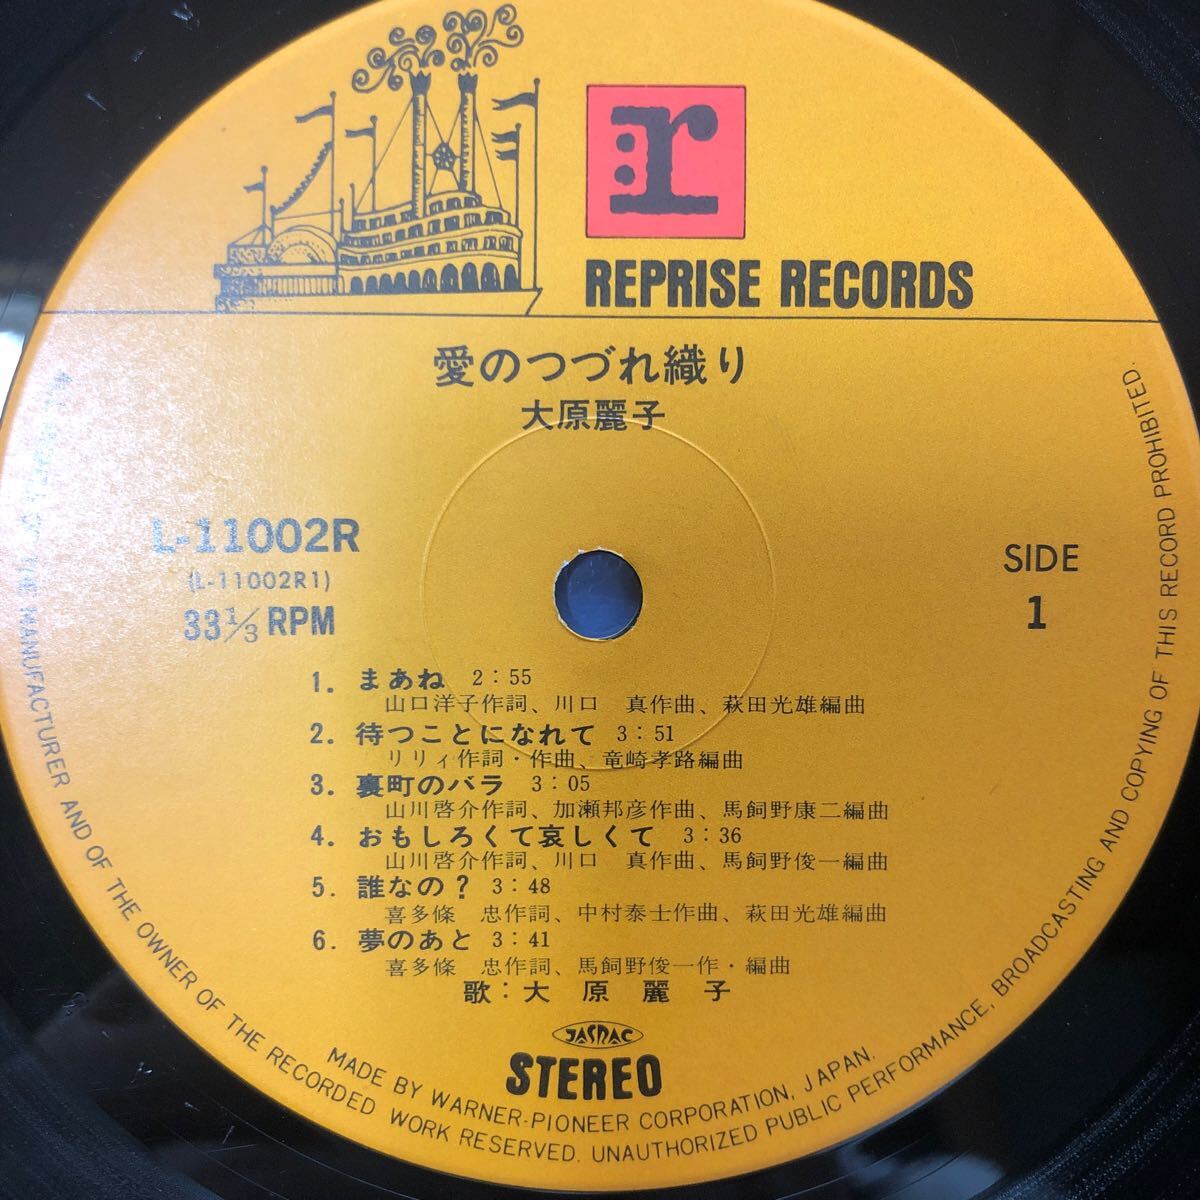 r
REPRISE RECORDS
愛のつづれ織り
大原麗子
L-11002R
(L-11002R1)
33 1/3 RPM
SIDE
1
1. まあね 2:55
山口洋子作詞、川口 真作曲、萩田光雄編曲
2. 待つことになれて 3:51
リリィ作詞・作曲、竜崎孝路編曲
3. 裏町のバラ 3:05
山川啓介作詞、加瀬邦彦作曲、馬飼野康二編曲
4. おもしろくて哀しくて 3:36
山川啓介作詞、川口 真作曲、馬飼野俊一編曲
5. 誰なの? 3:48
喜多條 忠作詞、中村泰士作曲、萩田光雄編曲
6. 夢のあと 3:41
喜多條 忠作詞、馬飼野俊一作・編曲
歌:大原麗子
JASRAC
STEREO
MADE BY WARNER-PIONEER CORPORATION, JAPAN.
THE MANUFACTURER AND OF THE OWNER OF THE RECORDED WORK RESERVED. UNAUTHORIZED PUBLIC PERFORMANCE, BROADCASTING AND COPYING OF THIS RECORD PROHIBITED.